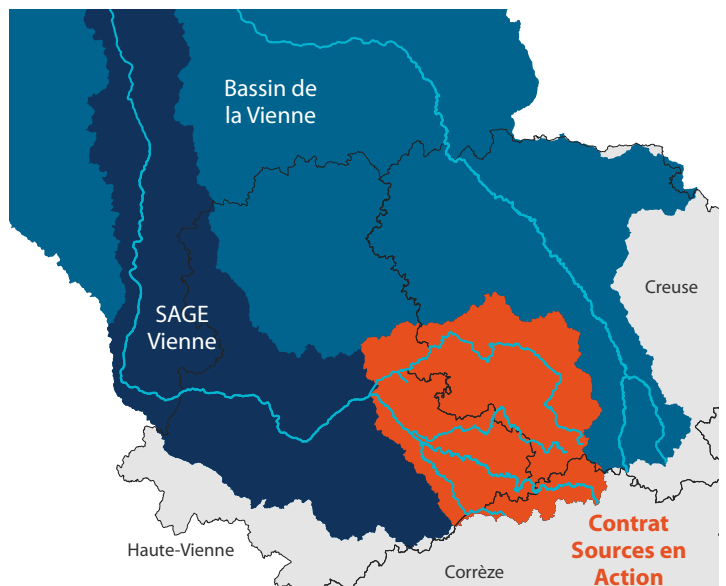 Bassin de
la Vienne
Creuse
SAGE
Vienne
Haute-Vienne
Corrèze
Contrat
Sources en
Action